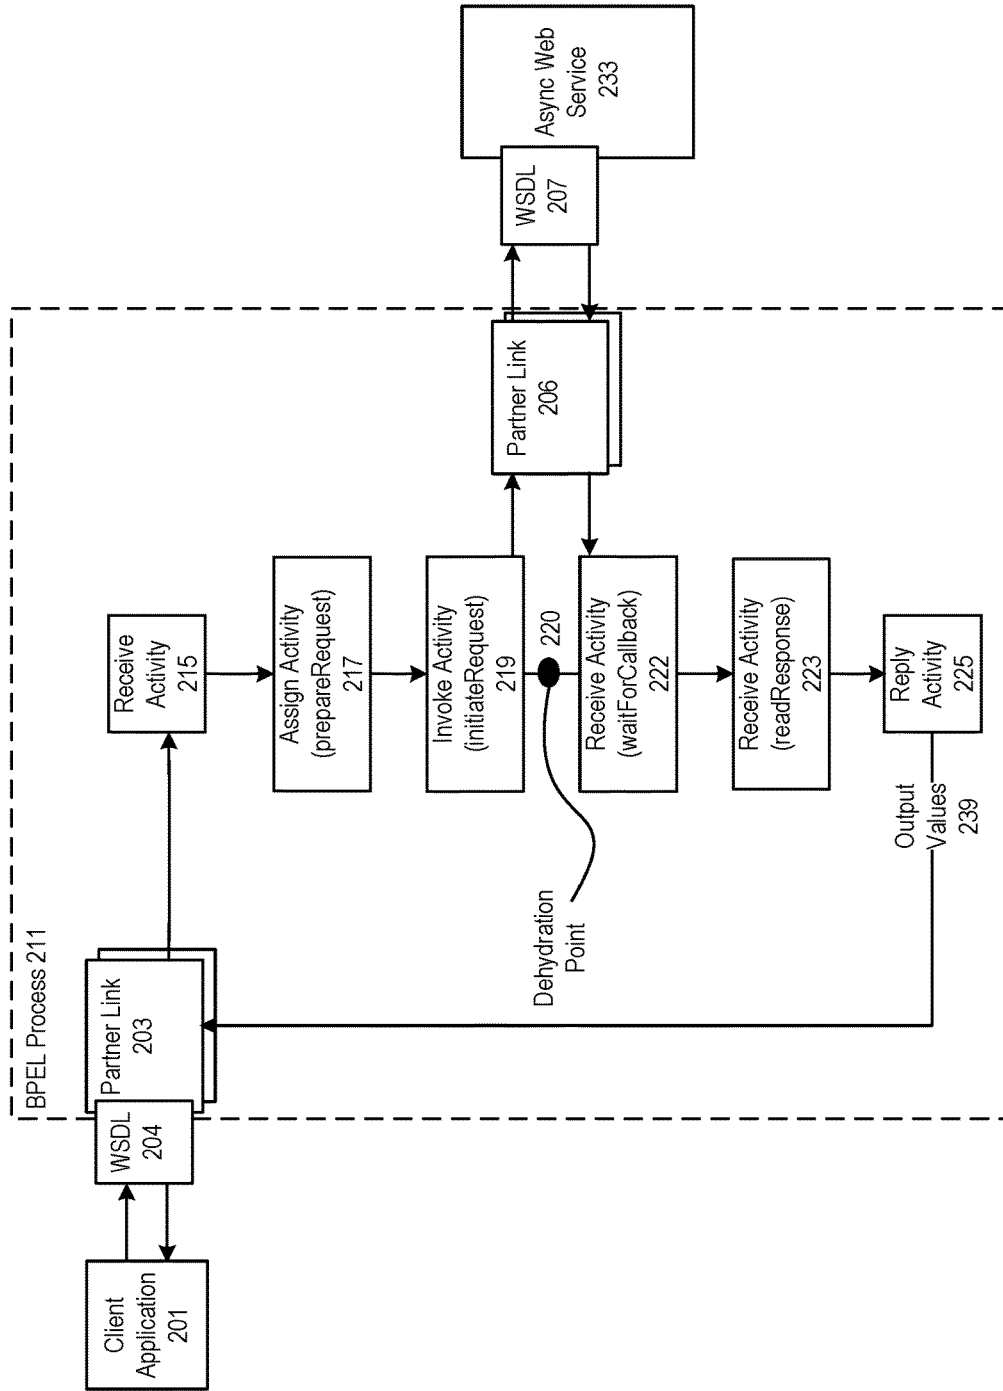 BPEL Process 211
Client
Application
201
WSDL
204
Partner Link
203
Receive
Activity
215
Assign Activity
(prepareRequest)
217
Invoke Activity
(initiateRequest)
219
220
Dehydration
Point
Receive Activity
(waitForCallback)
222
Receive Activity
(readResponse)
223
Reply
Activity
225
Output
Values
239
Partner Link
206
WSDL
207
Async Web
Service
233